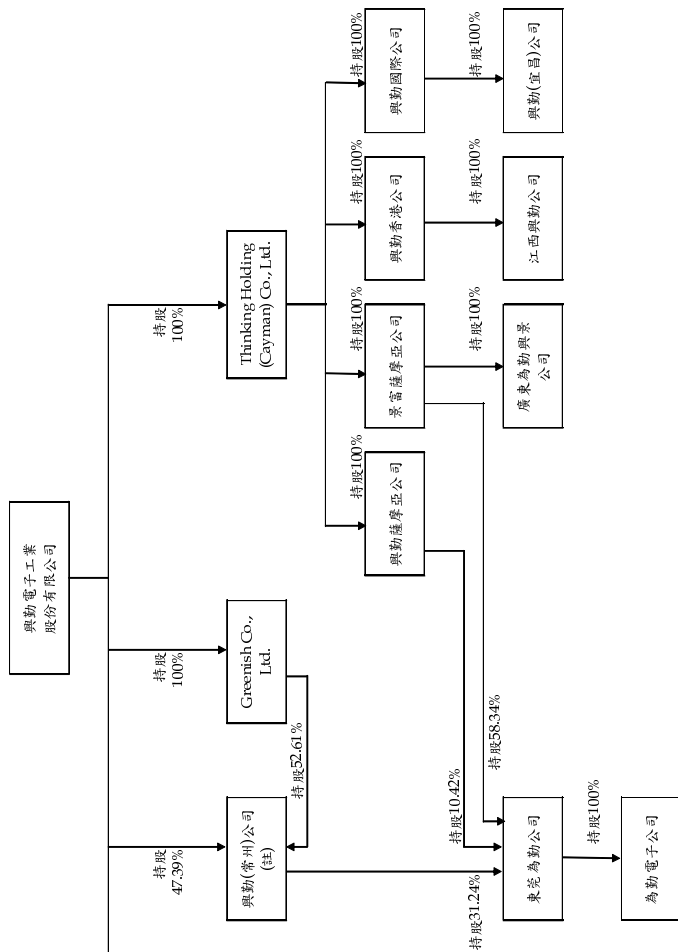 興勤電子工業
股份有限公司
持股
47.39%
持股
100%
持股
100%
興勤(常州)公司
(註)
Greenish Co.,
Ltd.
Thinking Holding
(Cayman) Co., Ltd.
持股52.61%
持股100%
持股100%
持股100%
持股100%
興勤薩摩亞公司
景富薩摩亞公司
興勤香港公司
興勤國際公司
持股31.24%
持股10.42%
持股58.34%
持股100%
持股100%
持股100%
東莞為勤公司
廣東為勤興景
公司
江西興勤公司
興勤(宜昌)公司
持股100%
為勤電子公司